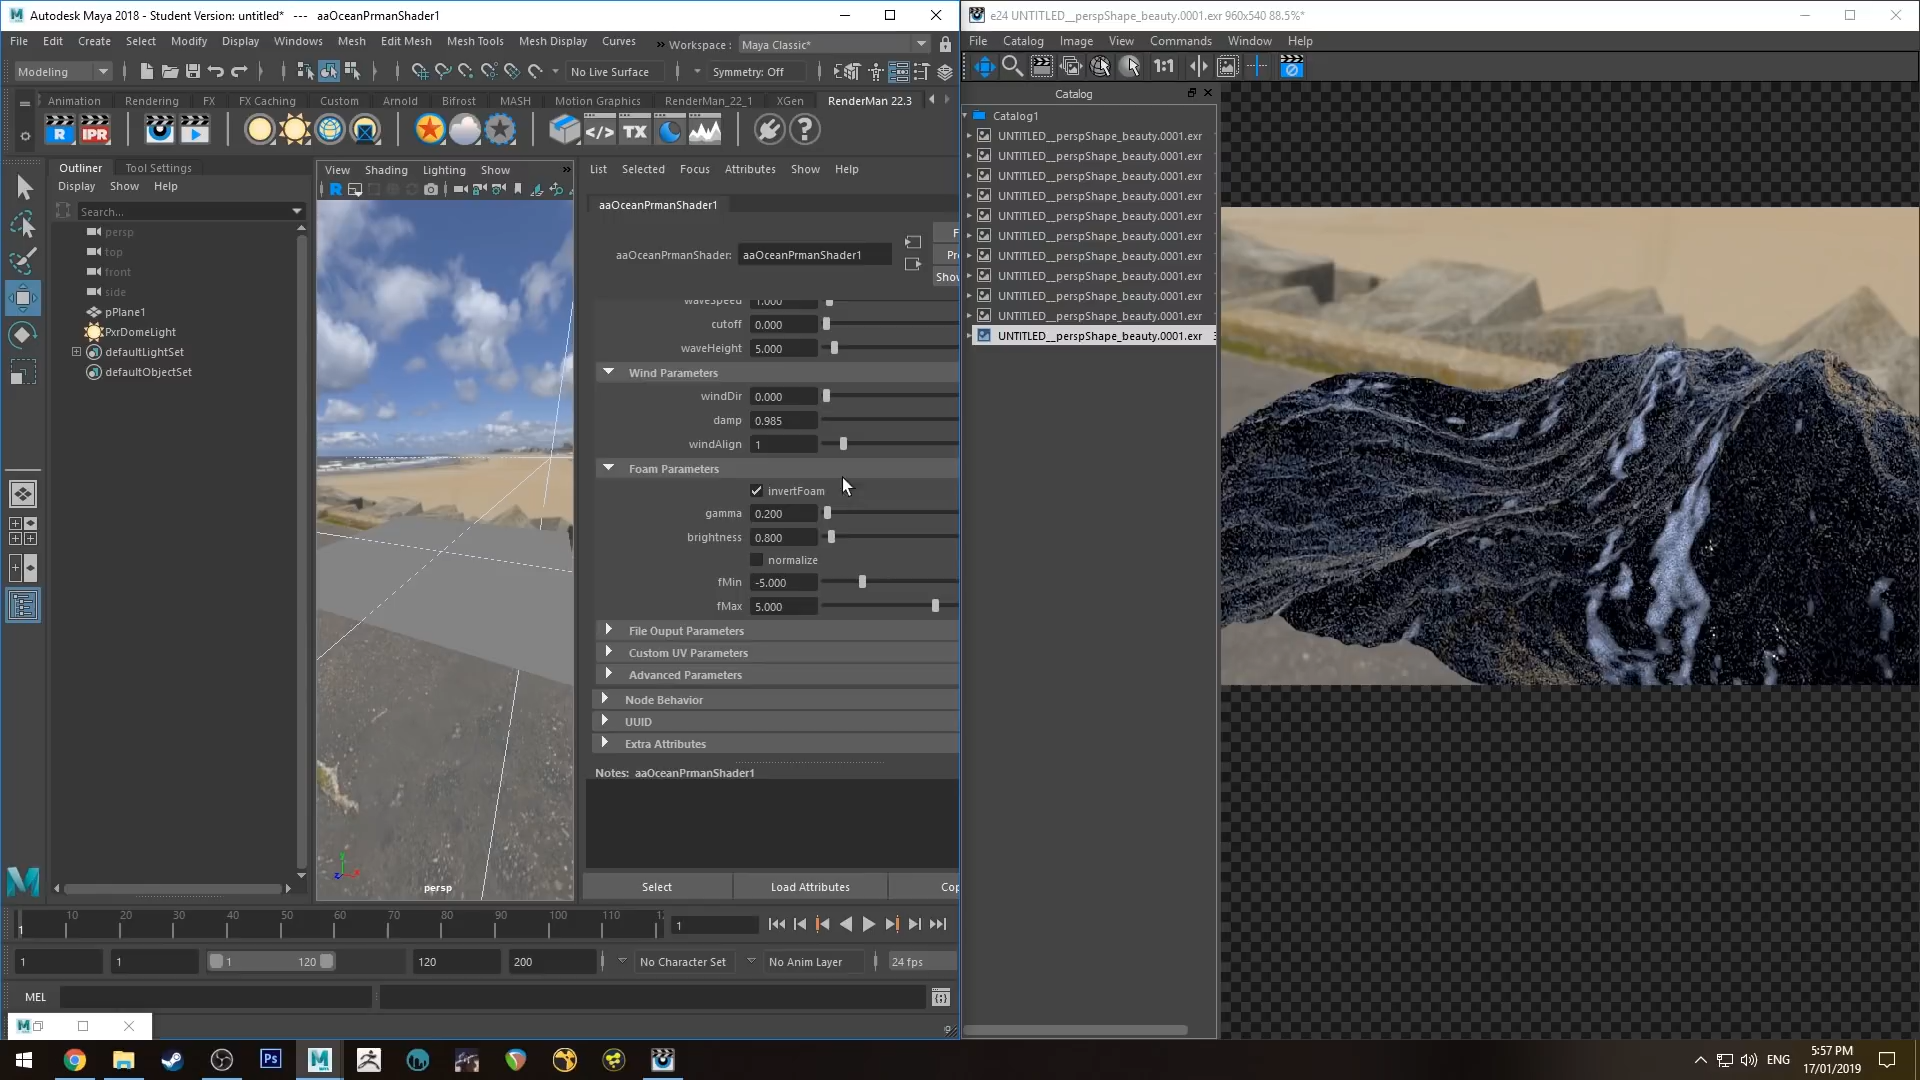 Autodesk Maya 2018 - Student Version: untitled*   ---   aaOceanPrmanShader1
File Edit Create Select Modify Display Windows Mesh Edit Mesh Mesh Tools Mesh Display Curves » Workspace : Maya Classic*
Modeling No Live Surface Symmetry: Off
Animation Rendering FX FX Caching Custom Arnold Bifrost MASH Motion Graphics RenderMan_22_1 XGen RenderMan 22.3
R IPR </> TX ?
Outliner Tool Settings
Display Show Help
Search...
persp
top
front
side
pPlane1
PxrDomeLight
defaultLightSet
defaultObjectSet
View Shading Lighting Show »
persp
List Selected Focus Attributes Show Help
aaOceanPrmanShader1
aaOceanPrmanShader: aaOceanPrmanShader1
F
Pr
Show
waveSpeed 1.000
cutoff 0.000
waveHeight 5.000
Wind Parameters
windDir 0.000
damp 0.985
windAlign 1
Foam Parameters
invertFoam
gamma 0.200
brightness 0.800
normalize
fMin -5.000
fMax 5.000
File Ouput Parameters
Custom UV Parameters
Advanced Parameters
Node Behavior
UUID
Extra Attributes
Notes: aaOceanPrmanShader1
Select Load Attributes Cop
10 20 30 40 50 60 70 80 90 100 110 12
1 1
1 1 1 120 120 200 No Character Set No Anim Layer 24 fps
MEL
e24 UNTITLED__perspShape_beauty.0001.exr 960x540 88.5%*
File Catalog Image View Commands Window Help
1:1
Catalog
Catalog1
UNTITLED__perspShape_beauty.0001.exr
UNTITLED__perspShape_beauty.0001.exr
UNTITLED__perspShape_beauty.0001.exr
UNTITLED__perspShape_beauty.0001.exr
UNTITLED__perspShape_beauty.0001.exr
UNTITLED__perspShape_beauty.0001.exr
UNTITLED__perspShape_beauty.0001.exr
UNTITLED__perspShape_beauty.0001.exr
UNTITLED__perspShape_beauty.0001.exr
UNTITLED__perspShape_beauty.0001.exr
UNTITLED__perspShape_beauty.0001.exr
Ps
ENG
5:57 PM
17/01/2019